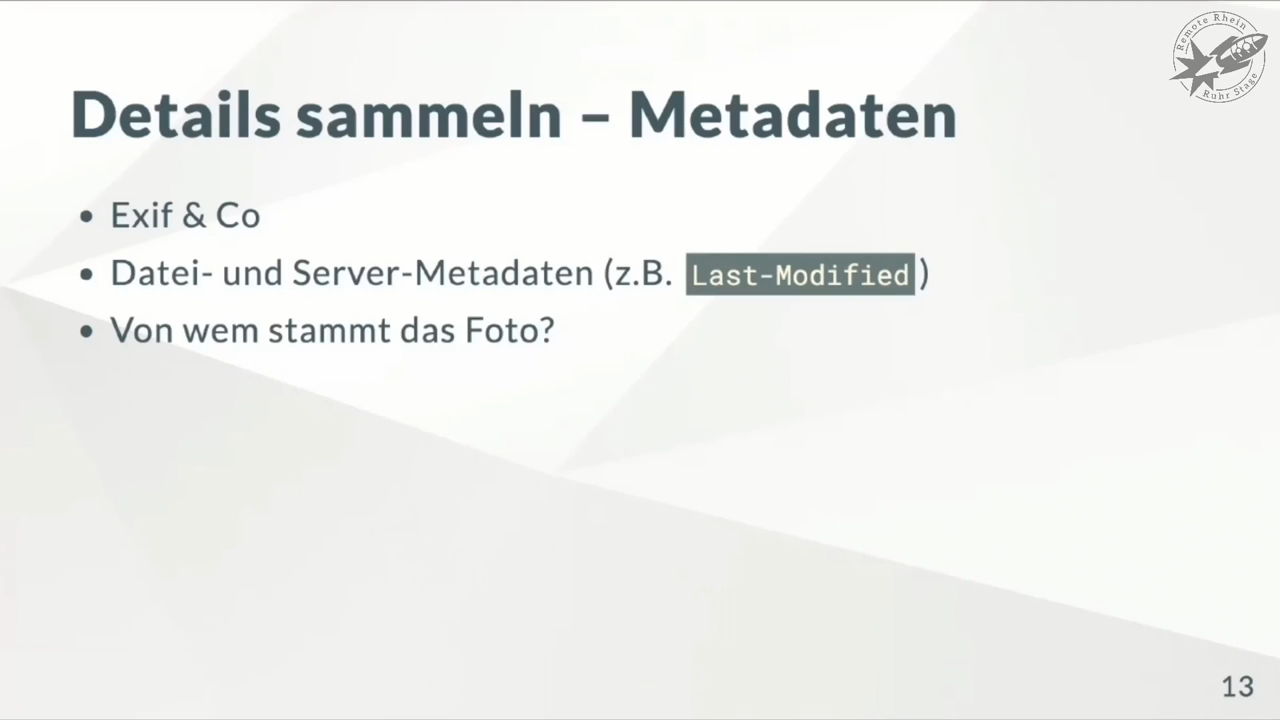 Remote Rhein
Ruhr Stage
Details sammeln – Metadaten
• Exif & Co
• Datei- und Server-Metadaten (z.B. Last-Modified)
• Von wem stammt das Foto?
13